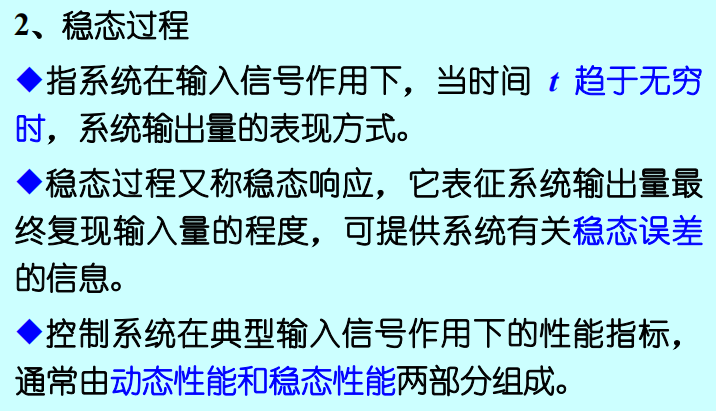 2、稳态过程
◆指系统在输入信号作用下，当时间 t 趋于无穷
时，系统输出量的表现方式。
◆稳态过程又称稳态响应，它表征系统输出量最
终复现输入量的程度，可提供系统有关稳态误差
的信息。
◆控制系统在典型输入信号作用下的性能指标，
通常由动态性能和稳态性能两部分组成。